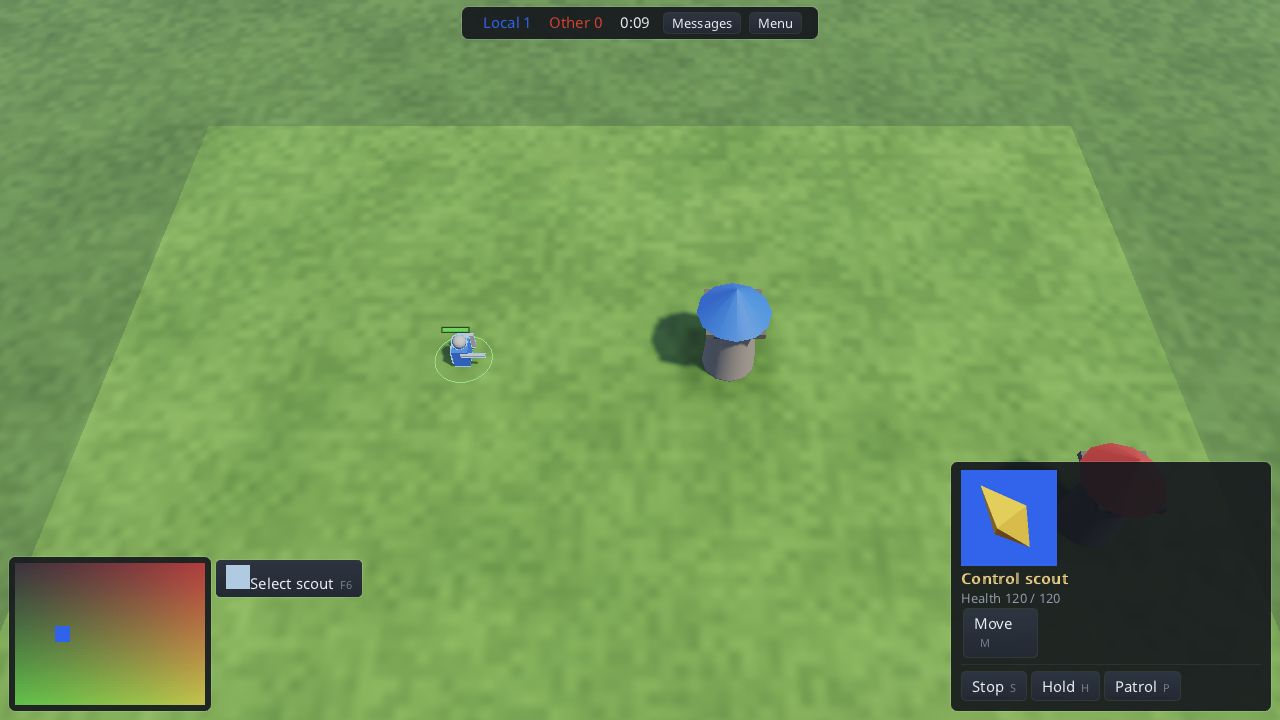 Local 1 Other 0 0:09 Messages Menu
Select scout F6
Control scout
Health 120 / 120
Move
M
Stop S Hold H Patrol P